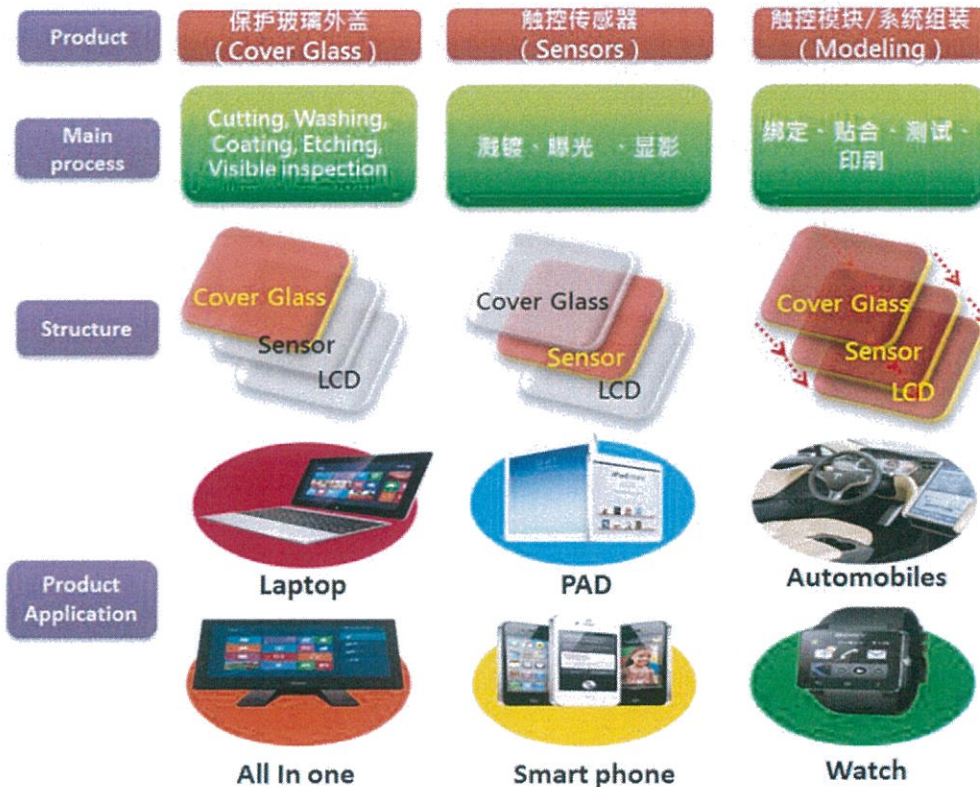 Product
保护玻璃外盖
( Cover Glass )
触控传感器
( Sensors )
触控模块/系统组装
( Modeling )
Main
process
Cutting, Washing,
Coating, Etching,
Visible inspection
溅镀、曝光 、显影
绑定、贴合、测试、
印刷
Structure
Cover Glass
Sensor
LCD
Cover Glass
Sensor
LCD
Cover Glass
Sensor
LCD
Product
Application
Laptop
PAD
Automobiles
All In one
Smart phone
Watch